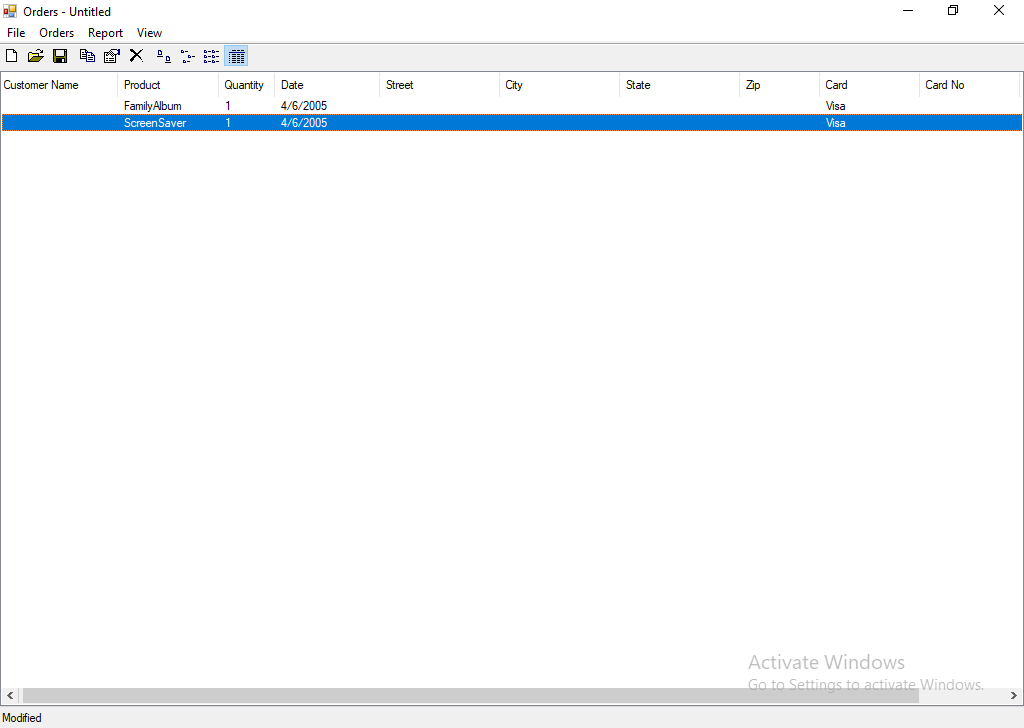 Orders - Untitled
File Orders Report View
Customer Name Product Quantity Date Street City State Zip Card Card No
FamilyAlbum 1 4/6/2005 Visa
ScreenSaver 1 4/6/2005 Visa
Activate Windows
Go to Settings to activate Windows.
Modified